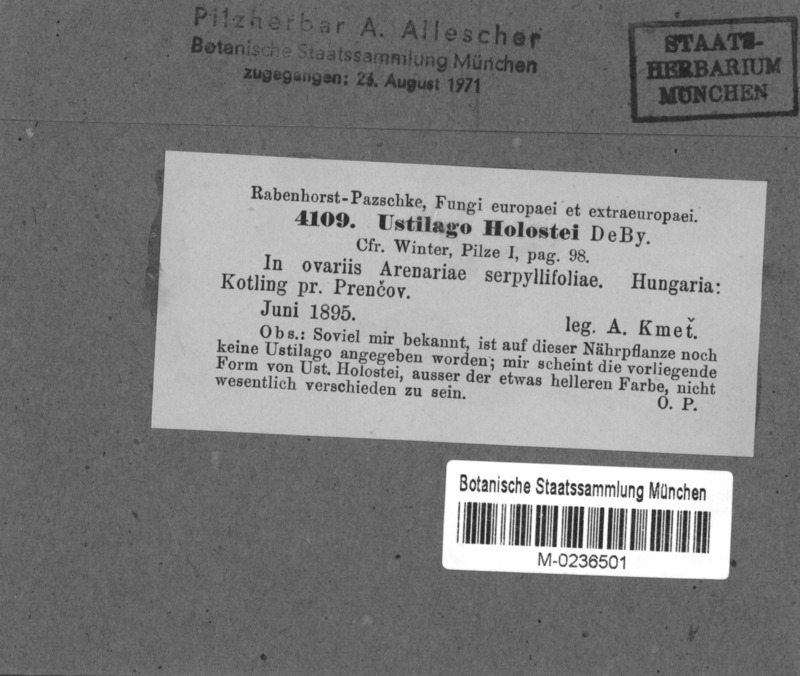 Pilzherbar A. Allescher
Botanische Staatssammlung München
zugegangen: 23. August 1971
STAATS-
HERBARIUM
MÜNCHEN
Rabenhorst-Pazschke, Fungi europaei et extraeuropaei.
4109. Ustilago Holostei DeBy.
Cfr. Winter, Pilze I, pag. 98.
In ovariis Arenariae serpyllifoliae. Hungaria:
Kotling pr. Prenčov.
Juni 1895. leg. A. Kmeť.
Obs.: Soviel mir bekannt, ist auf dieser Nährpflanze noch
keine Ustilago angegeben worden; mir scheint die vorliegende
Form von Ust. Holostei, ausser der etwas helleren Farbe, nicht
wesentlich verschieden zu sein. O. P.
Botanische Staatssammlung München
M-0236501